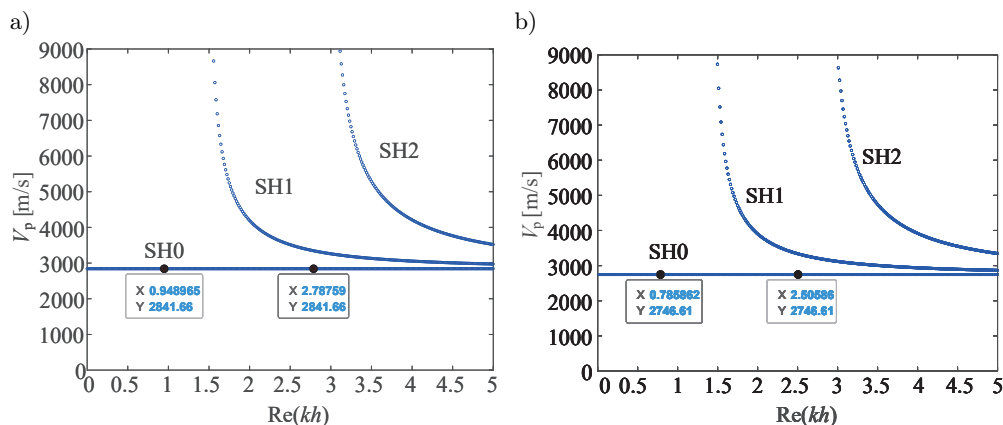 a)
9000
8000
7000
6000
5000
4000
3000
2000
1000
0
V_p [m/s]
SH0
SH1
SH2
X 0.948965
Y 2841.66
X 2.78759
Y 2841.66
0 0.5 1 1.5 2 2.5 3 3.5 4 4.5 5
Re(kh)
b)
9000
8000
7000
6000
5000
4000
3000
2000
1000
0
V_p [m/s]
SH0
SH1
SH2
X 0.785862
Y 2746.61
X 2.50586
Y 2746.61
0 0.5 1 1.5 2 2.5 3 3.5 4 4.5 5
Re(kh)